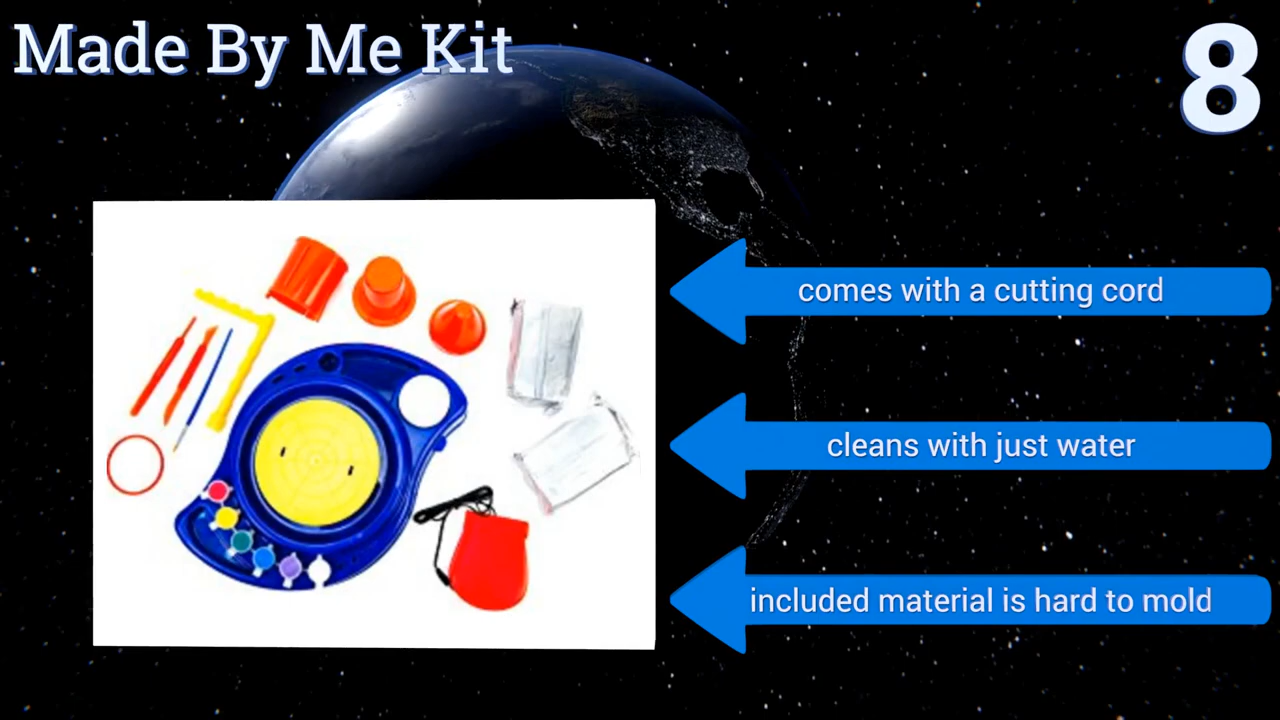 Made By Me Kit
8
comes with a cutting cord
cleans with just water
included material is hard to mold